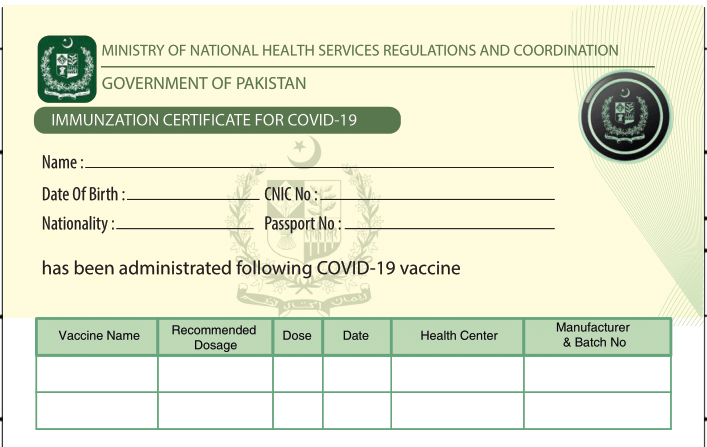 MINISTRY OF NATIONAL HEALTH SERVICES REGULATIONS AND COORDINATION
GOVERNMENT OF PAKISTAN
IMMUNZATION CERTIFICATE FOR COVID-19
Name :
Date Of Birth : CNIC No :
Nationality : Passport No :
has been administrated following COVID-19 vaccine
Vaccine Name Recommended Dosage Dose Date Health Center Manufacturer & Batch No